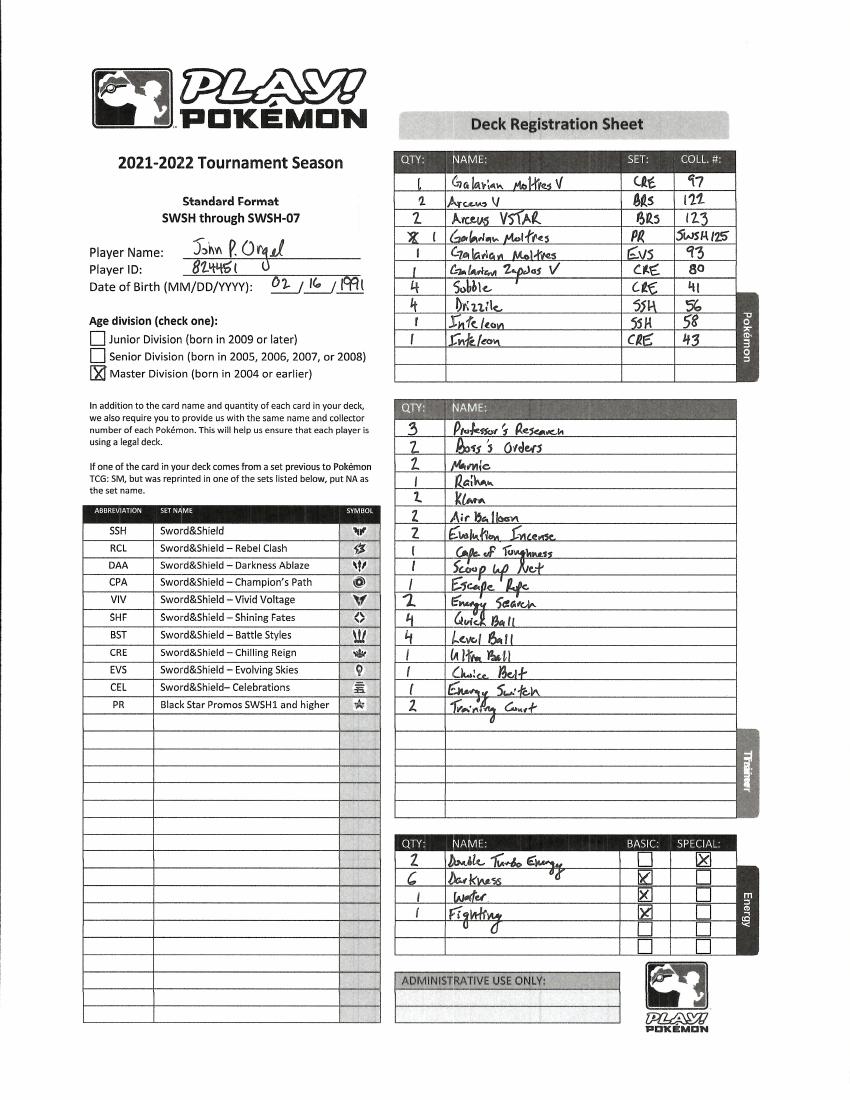 PLAY!
POKÉMON
2021-2022 Tournament Season
Standard Format
SWSH through SWSH-07
Player Name: John P. Orgel
Player ID: 824451
Date of Birth (MM/DD/YYYY): 02 / 16 / 1991
Age division (check one):
Junior Division (born in 2009 or later)
Senior Division (born in 2005, 2006, 2007, or 2008)
X Master Division (born in 2004 or earlier)
In addition to the card name and quantity of each card in your deck,
we also require you to provide us with the same name and collector
number of each Pokémon. This will help us ensure that each player is
using a legal deck.
If one of the card in your deck comes from a set previous to Pokémon
TCG: SM, but was reprinted in one of the sets listed below, put NA as
the set name.
ABBREVIATION SET NAME SYMBOL
SSH Sword&Shield
RCL Sword&Shield – Rebel Clash
DAA Sword&Shield – Darkness Ablaze
CPA Sword&Shield – Champion's Path
VIV Sword&Shield – Vivid Voltage
SHF Sword&Shield – Shining Fates
BST Sword&Shield – Battle Styles
CRE Sword&Shield – Chilling Reign
EVS Sword&Shield – Evolving Skies
CEL Sword&Shield– Celebrations
PR Black Star Promos SWSH1 and higher
Deck Registration Sheet
QTY: NAME: SET: COLL. #:
1 Galarian Moltres V CRE 97
2 Arceus V BRS 122
2 Arceus VSTAR BRS 123
1 Galarian Moltres PR SWSH 125
1 Galarian Moltres EVS 93
1 Galarian Zapdos V CRE 80
4 Sobble CRE 41
4 Drizzile SSH 56
1 Inteleon SSH 58
1 Inteleon CRE 43
Pokémon
QTY: NAME:
3 Professor's Research
2 Boss's Orders
2 Marnie
1 Raihan
2 Klara
2 Air Balloon
2 Evolution Incense
1 Cape of Toughness
1 Scoop up Net
1 Escape Rope
2 Energy Search
4 Quick Ball
4 Level Ball
1 Ultra Ball
1 Choice Belt
1 Energy Switch
2 Training Court
Trainer
QTY: NAME: BASIC: SPECIAL:
2 Double Turbo Energy X
6 Darkness X
1 Water X
1 Fighting X
Energy
ADMINISTRATIVE USE ONLY:
PLAY!
POKÉMON